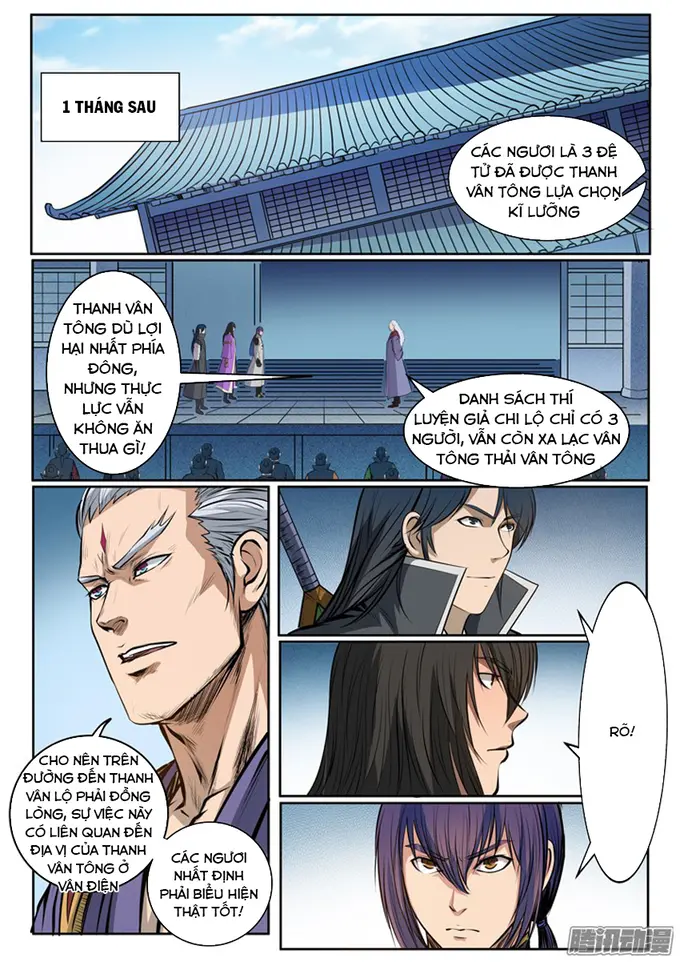 1 THÁNG SAU
CÁC NGƯƠI LÀ 3 ĐỆ
TỬ ĐÃ ĐƯỢC THANH
VÂN TÔNG LỰA CHỌN
KĨ LƯỠNG
THANH VÂN
TÔNG DÙ LỢI
HẠI NHẤT PHÍA
ĐÔNG,
NHƯNG THỰC
LỰC VẪN
KHÔNG ĂN
THUA GÌ!
DANH SÁCH THÍ
LUYỆN GIẢ CHI LỘ CHỈ CÓ 3
NGƯỜI, VẪN CÒN XA LẠC VÂN
TÔNG THẢI VÂN TÔNG
CHO NÊN TRÊN
ĐƯỜNG ĐẾN THANH
VÂN LỘ PHẢI ĐỒNG
LÒNG, SỰ VIỆC NÀY
CÓ LIÊN QUAN ĐẾN
ĐỊA VỊ CỦA THANH
VÂN TÔNG Ở
VÂN ĐIỆN
CÁC NGƯƠI
NHẤT ĐỊNH
PHẢI BIỂU HIỆN
THẬT TỐT!
RÕ!
腾讯动漫